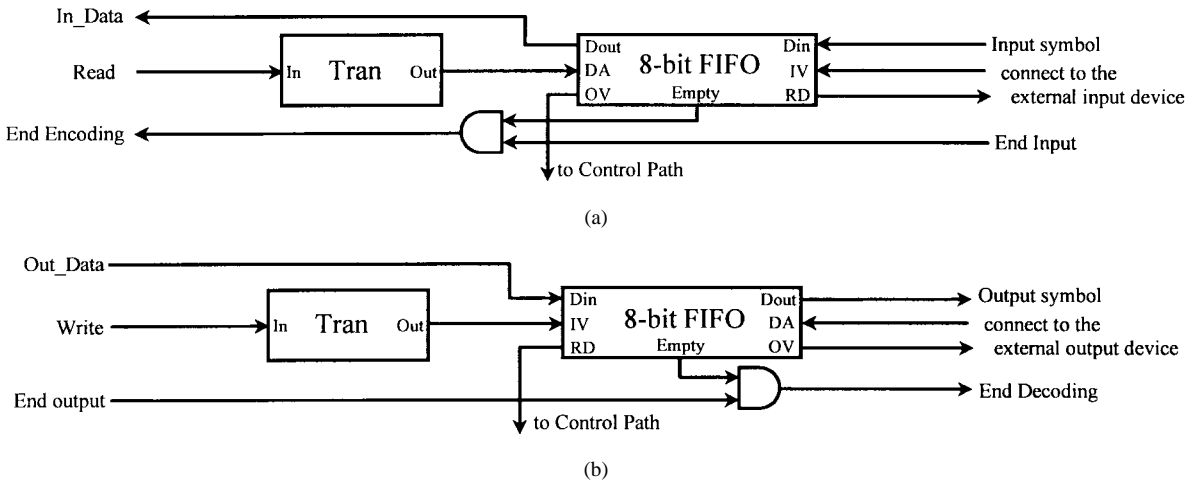 In_Data
Dout
Din
Input symbol
Read
In
Tran
Out
DA
8-bit FIFO
IV
connect to the
OV
Empty
RD
external input device
End Encoding
End Input
to Control Path
(a)
Out_Data
Din
Dout
Output symbol
Write
In
Tran
Out
IV
8-bit FIFO
DA
connect to the
RD
Empty
OV
external output device
End output
End Decoding
to Control Path
(b)